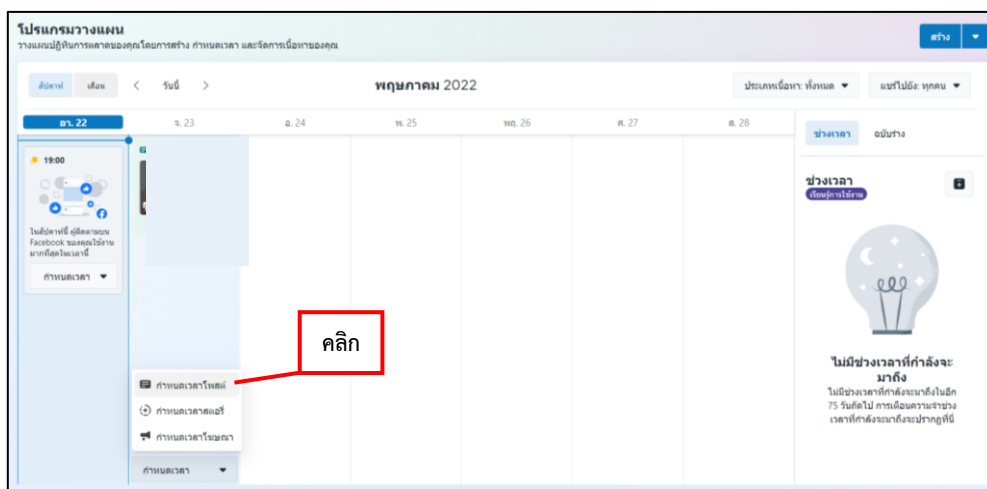 โปรแกรมวางแผน
วางแผนปฏิทินการตลาดของคุณโดยการสร้าง กำหนดเวลา และจัดการเนื้อหาของคุณ
สร้าง
สัปดาห์ เดือน วันนี้ พฤษภาคม 2022 ประเภทเนื้อหา: ทั้งหมด แชร์ไปยัง: ทุกคน
อา. 22 จ. 23 อ. 24 พ. 25 พฤ. 26 ศ. 27 ส. 28
ช่วงเวลา ฉบับร่าง
19:00
ในสัปดาห์นี้ ผู้ติดตามบน
Facebook ของคุณใช้งาน
มากที่สุดในเวลานี้
กำหนดเวลา
ช่วงเวลา
เรียนรู้การใช้งาน
คลิก
กำหนดเวลาโพสต์
กำหนดเวลาสตอรี่
กำหนดเวลาโฆษณา
กำหนดเวลา
ไม่มีช่วงเวลาที่กำลังจะ
มาถึง
ไม่มีช่วงเวลาที่กำลังจะมาถึงในอีก
75 วันถัดไป การเตือนความจำช่วง
เวลาที่กำลังจะมาถึงจะปรากฏที่นี่